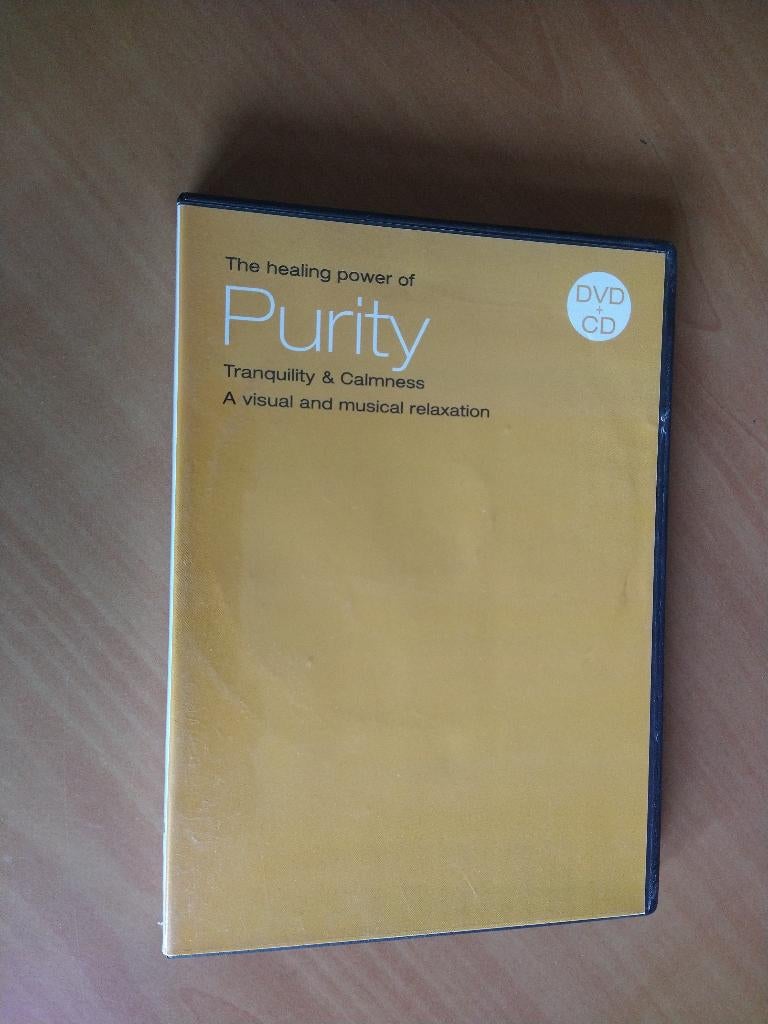 The healing power of
Purity
Tranquility & Calmness
A visual and musical relaxation
DVD
+
CD